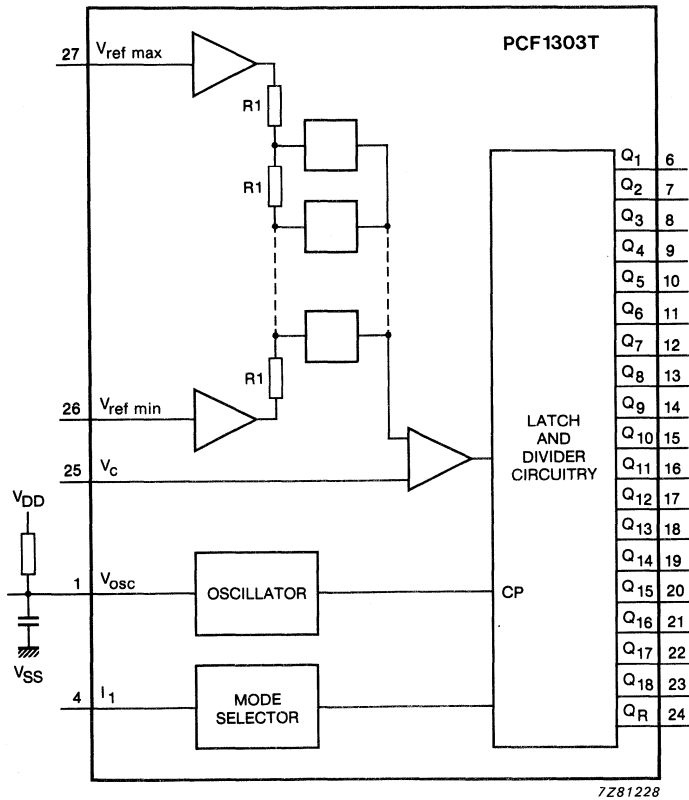 PCF1303T
27 Vref max
R1
R1
R1
26 Vref min
25 VC
VDD
1 Vosc
VSS
OSCILLATOR
4 I1
MODE
SELECTOR
LATCH
AND
DIVIDER
CIRCUITRY
CP
Q1 6
Q2 7
Q3 8
Q4 9
Q5 10
Q6 11
Q7 12
Q8 13
Q9 14
Q10 15
Q11 16
Q12 17
Q13 18
Q14 19
Q15 20
Q16 21
Q17 22
Q18 23
QR 24
7Z81228